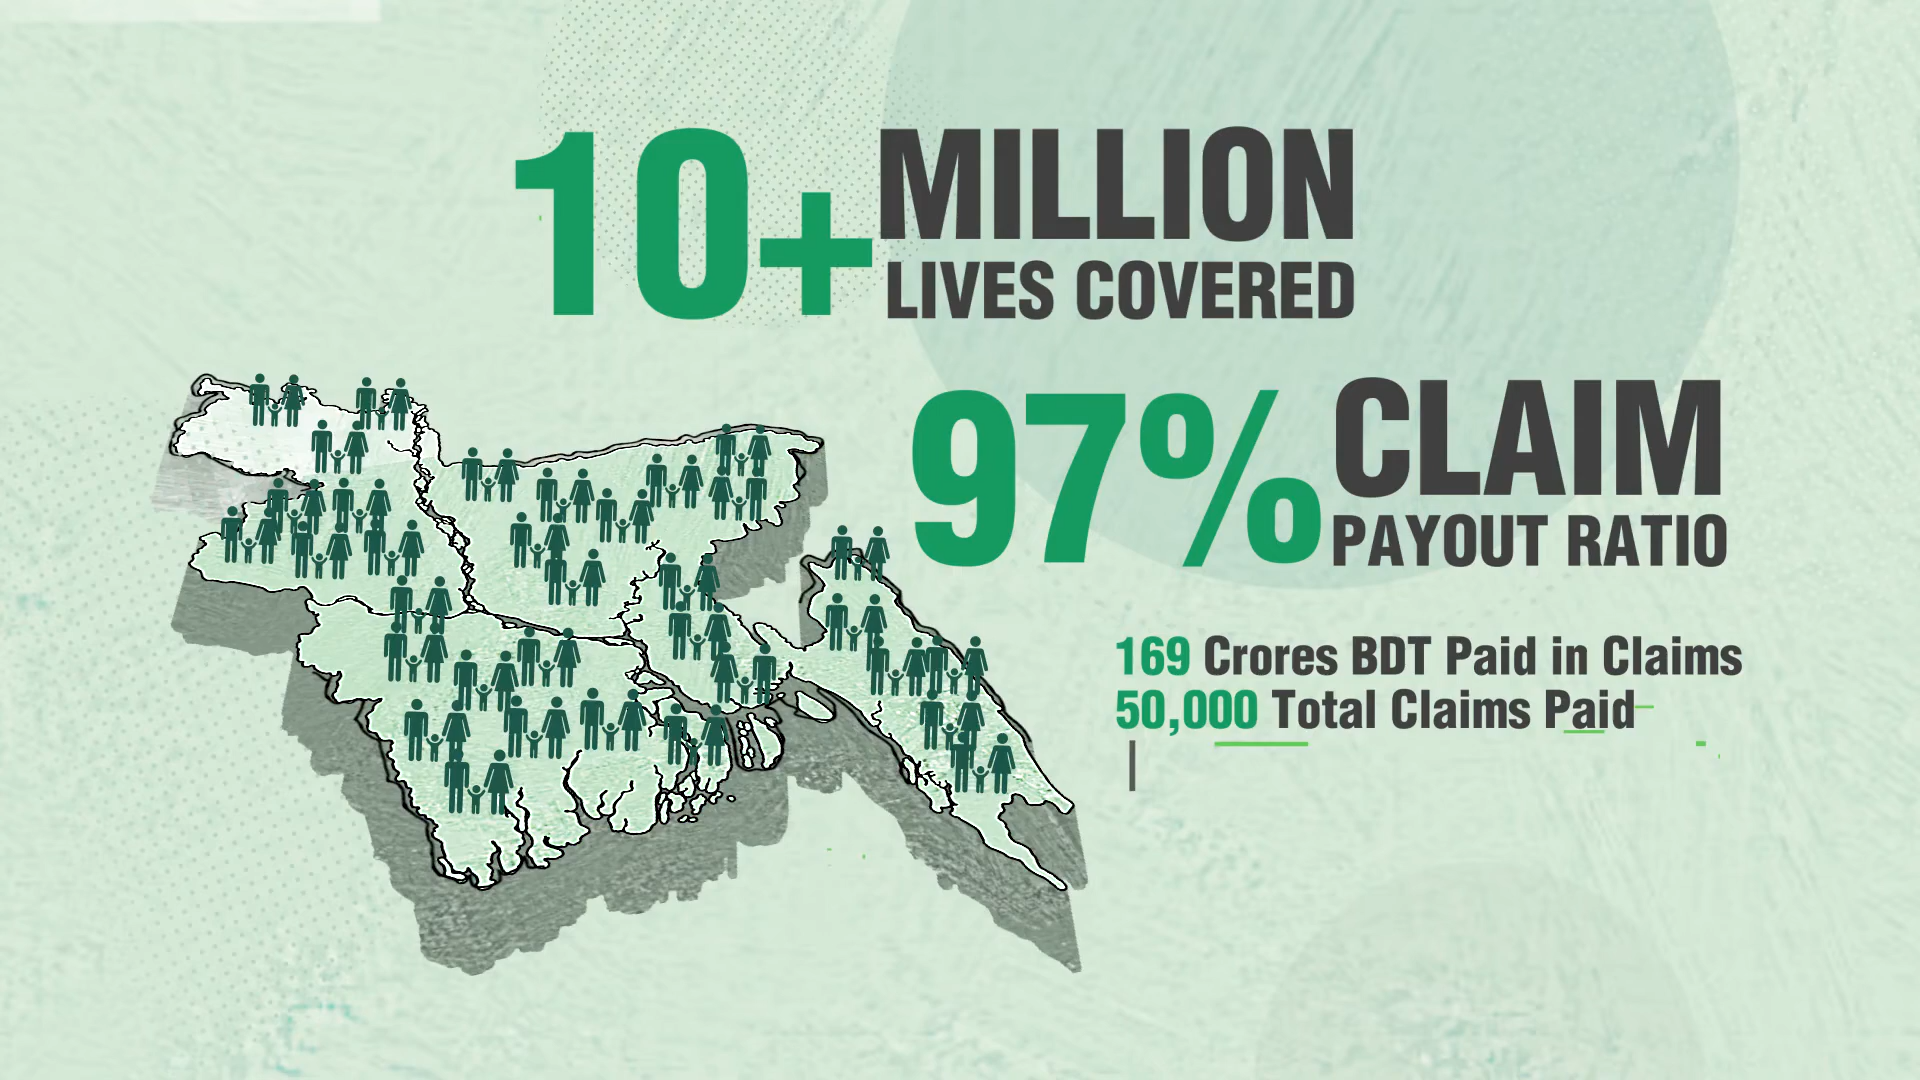 10+ MILLION
LIVES COVERED
97% CLAIM
PAYOUT RATIO
169 Crores BDT Paid in Claims
50,000 Total Claims Paid